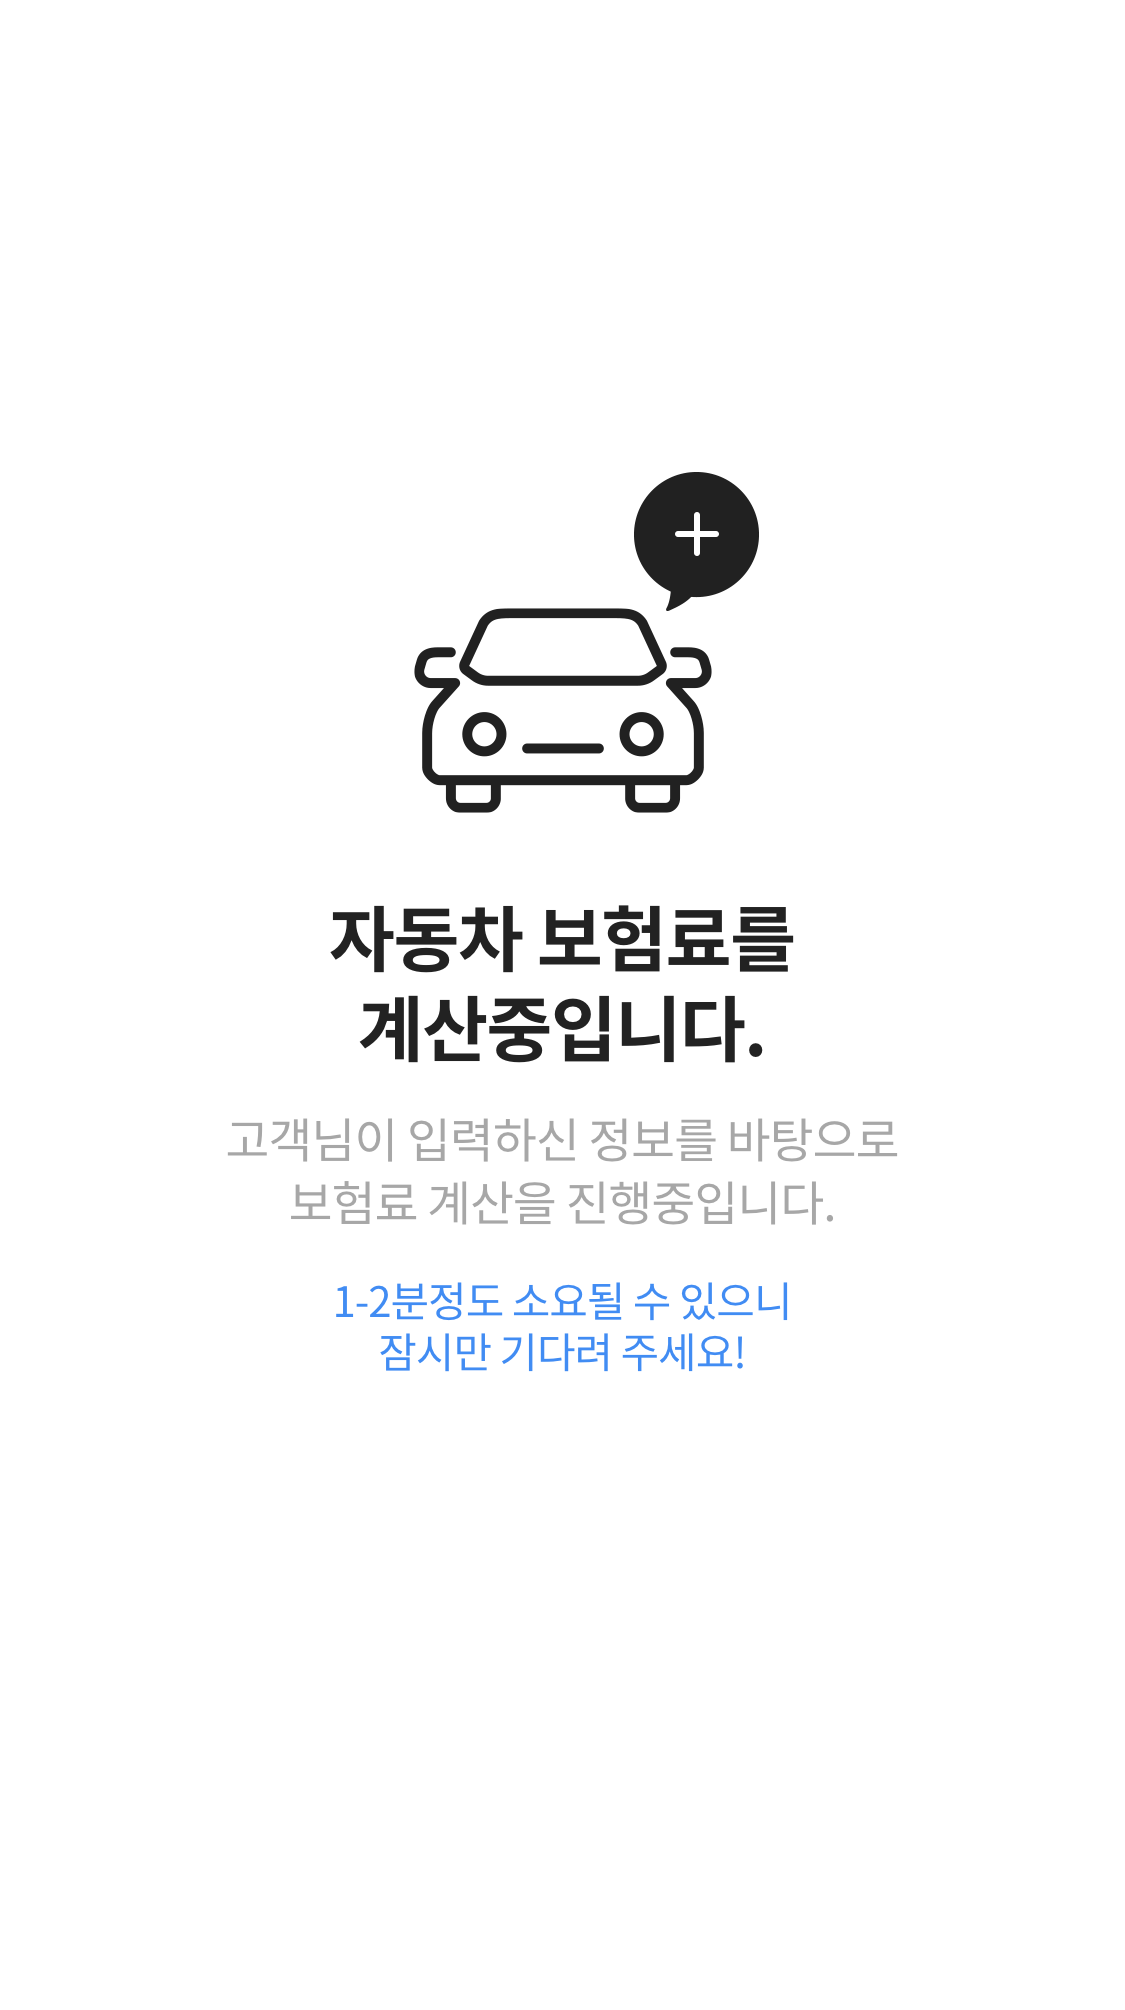 자동차 보험료를
계산중입니다.
고객님이 입력하신 정보를 바탕으로
보험료 계산을 진행중입니다.
1-2분정도 소요될 수 있으니
잠시만 기다려 주세요!